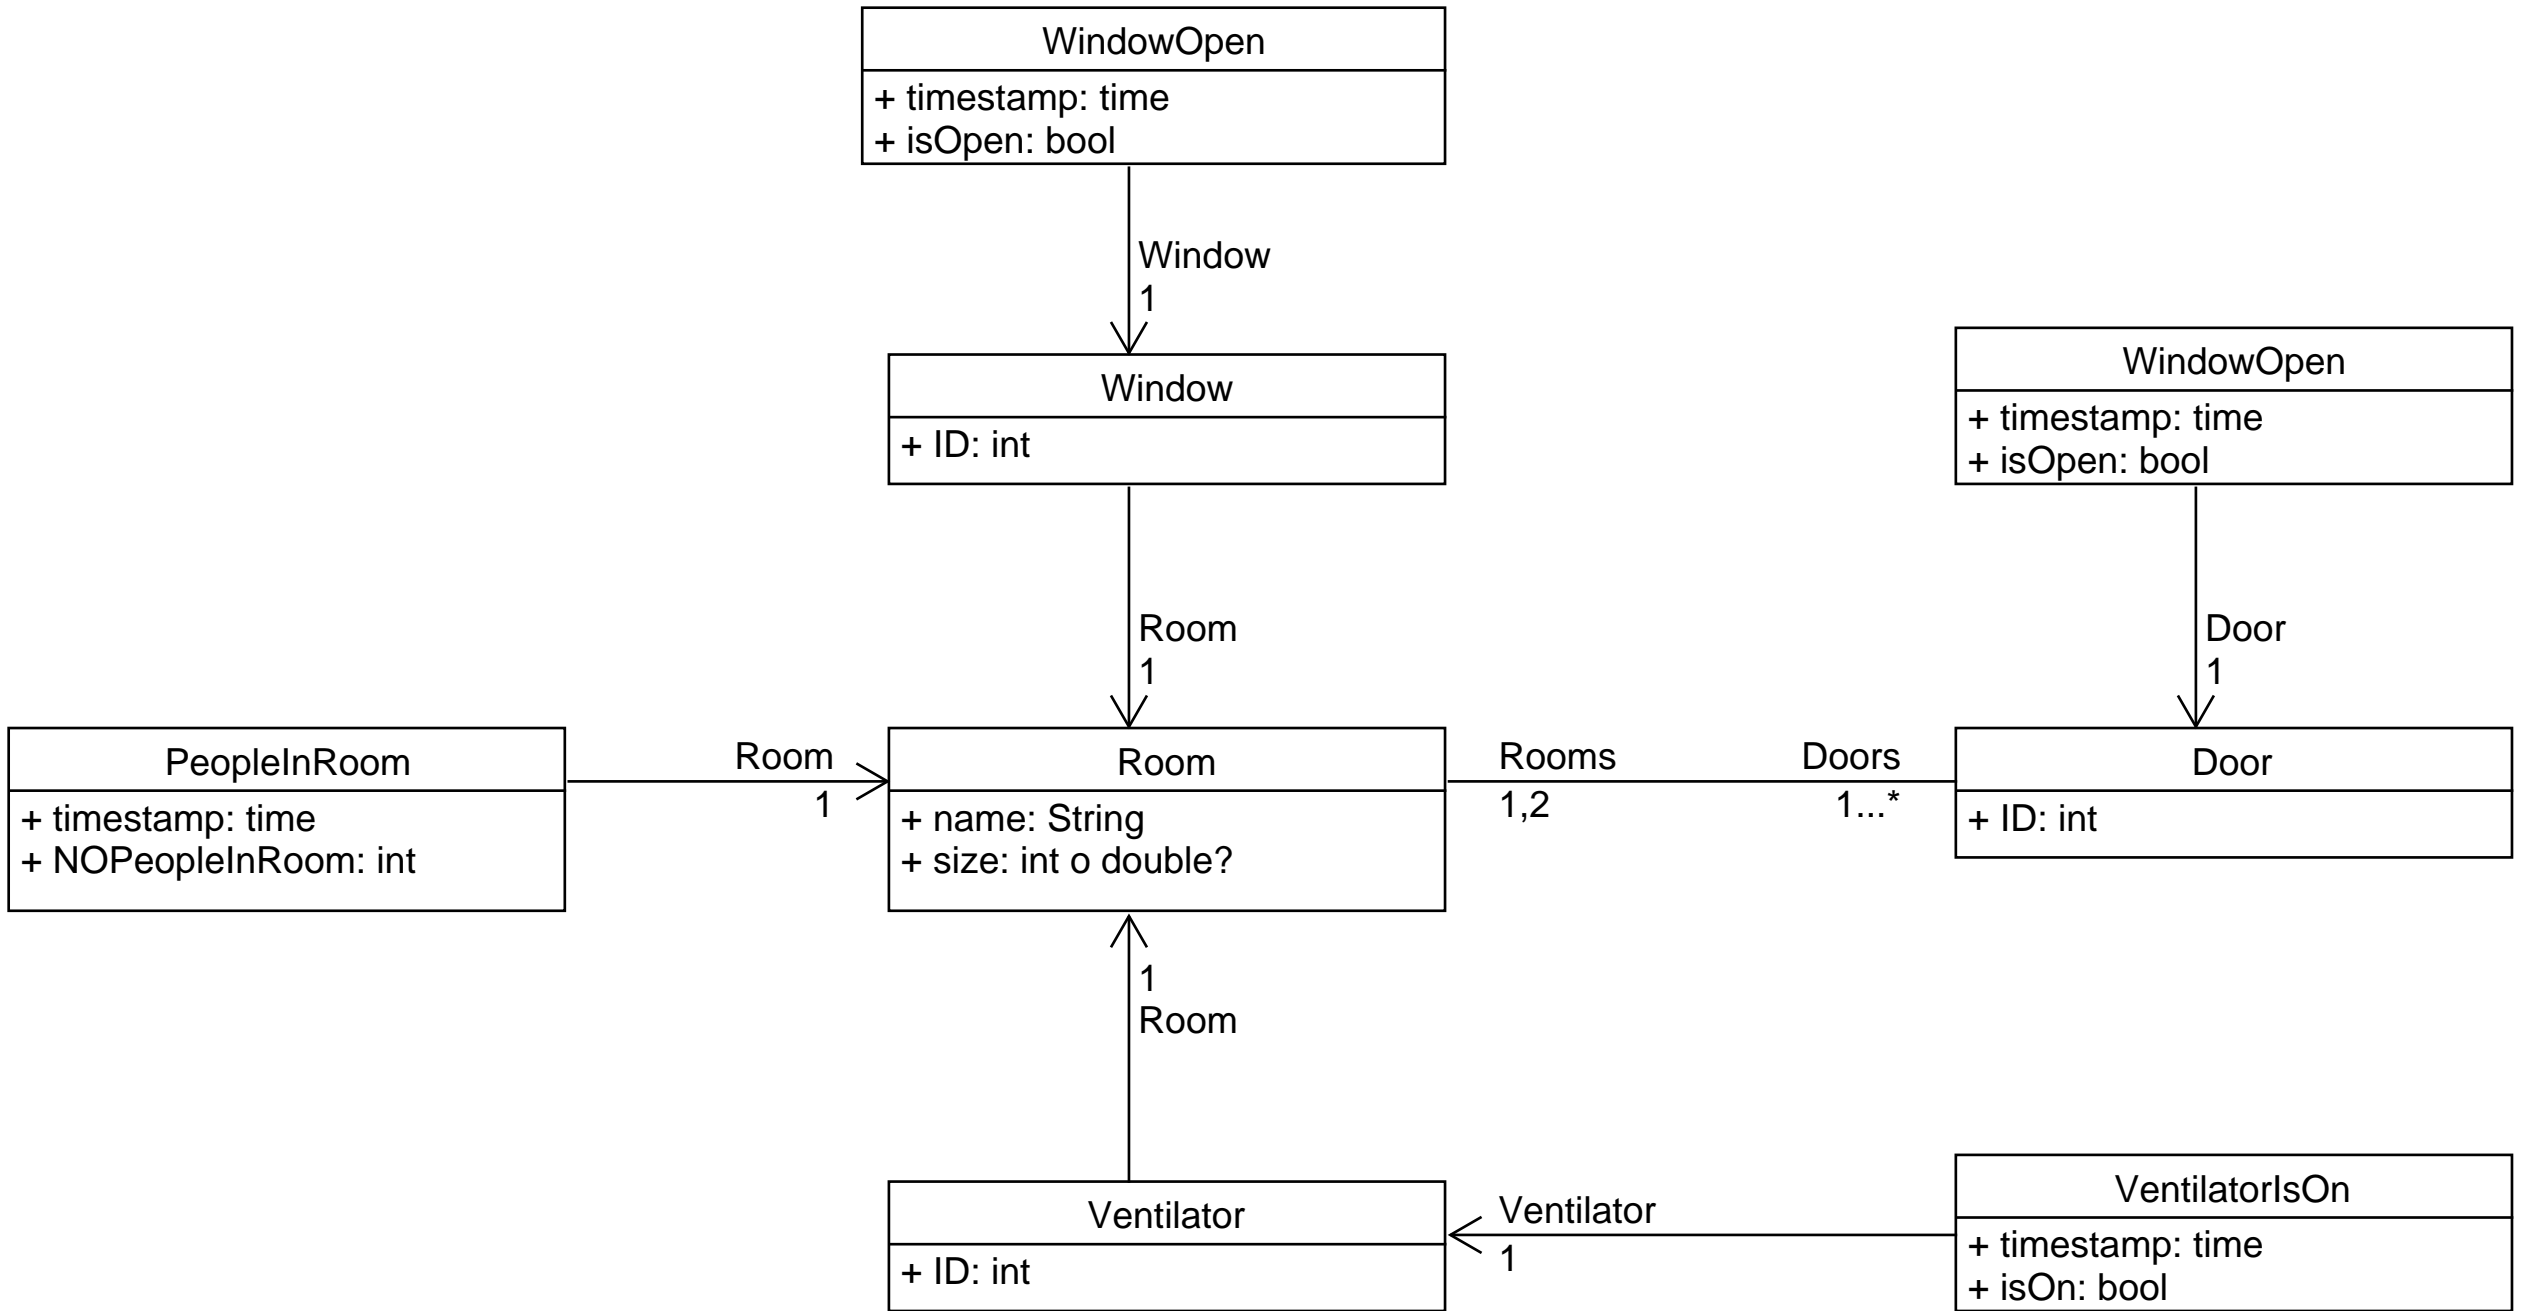 WindowOpen
+ timestamp: time
+ isOpen: bool
Window
1
Window
+ ID: int
WindowOpen
+ timestamp: time
+ isOpen: bool
Room
1
Door
1
PeopleInRoom
+ timestamp: time
+ NOPeopleInRoom: int
Room
1
Room
+ name: String
+ size: int o double?
Rooms
1,2
Doors
1...*
Door
+ ID: int
1
Room
Ventilator
+ ID: int
Ventilator
1
VentilatorIsOn
+ timestamp: time
+ isOn: bool